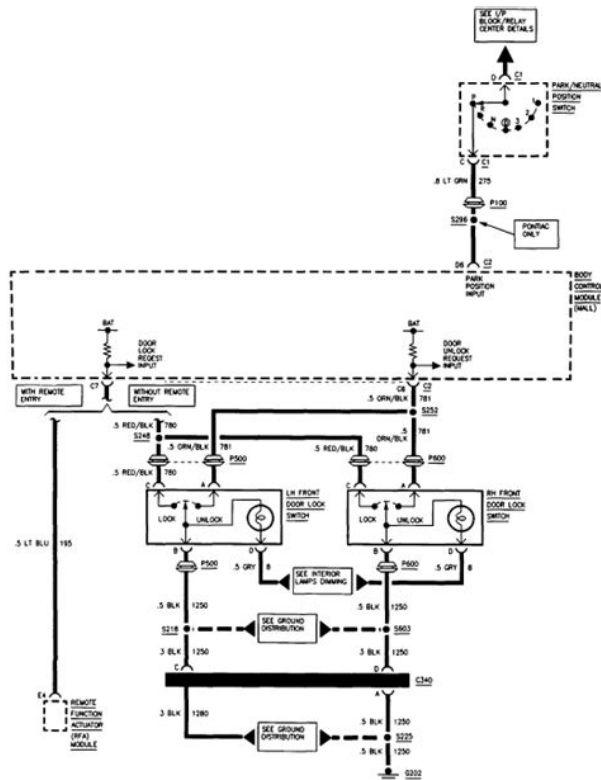 SEE I/P
BLOCK/RELAY
CENTER DETAILS
D C1
PARK/NEUTRAL
POSITION
SWITCH
P
R
N
D
3
2
1
C C1
.8 LT GRN 275
P100
S296
PONTIAC
ONLY
D6 C2
PARK
POSITION
INPUT
BODY
CONTROL
MODULE
(MALL)
BAT
DOOR
LOCK
REQEST
INPUT
BAT
DOOR
UNLOCK
REQUEST
INPUT
C7
C8 C2
WITH REMOTE
ENTRY
WITHOUT REMOTE
ENTRY
.5 ORN/BLK 781
S252
.5 RED/BLK 780
S248
.5 ORN/BLK 781
.5 RED/BLK 780
.5
ORN/BLK 781
.5 RED/BLK 780
P500
P600
C A
C A
LOCK UNLOCK
LH FRONT
DOOR LOCK
SWITCH
LOCK UNLOCK
RH FRONT
DOOR LOCK
SWITCH
B D
B D
P500
.5 GRY 8
SEE INTERIOR
LAMPS DIMMING
P600
.5 GRY 8
.5 LT BLU 195
.5 BLK 1250
.5 BLK 1250
S218
SEE GROUND
DISTRIBUTION
S603
.3 BLK 1250
.3 BLK 1250
C D
C340
A
.3 BLK 1280
.5 BLK 1250
SEE GROUND
DISTRIBUTION
S225
.5 BLK 1250
G202
E4
REMOTE
FUNCTION
ACTUATOR
(RFA)
MODULE